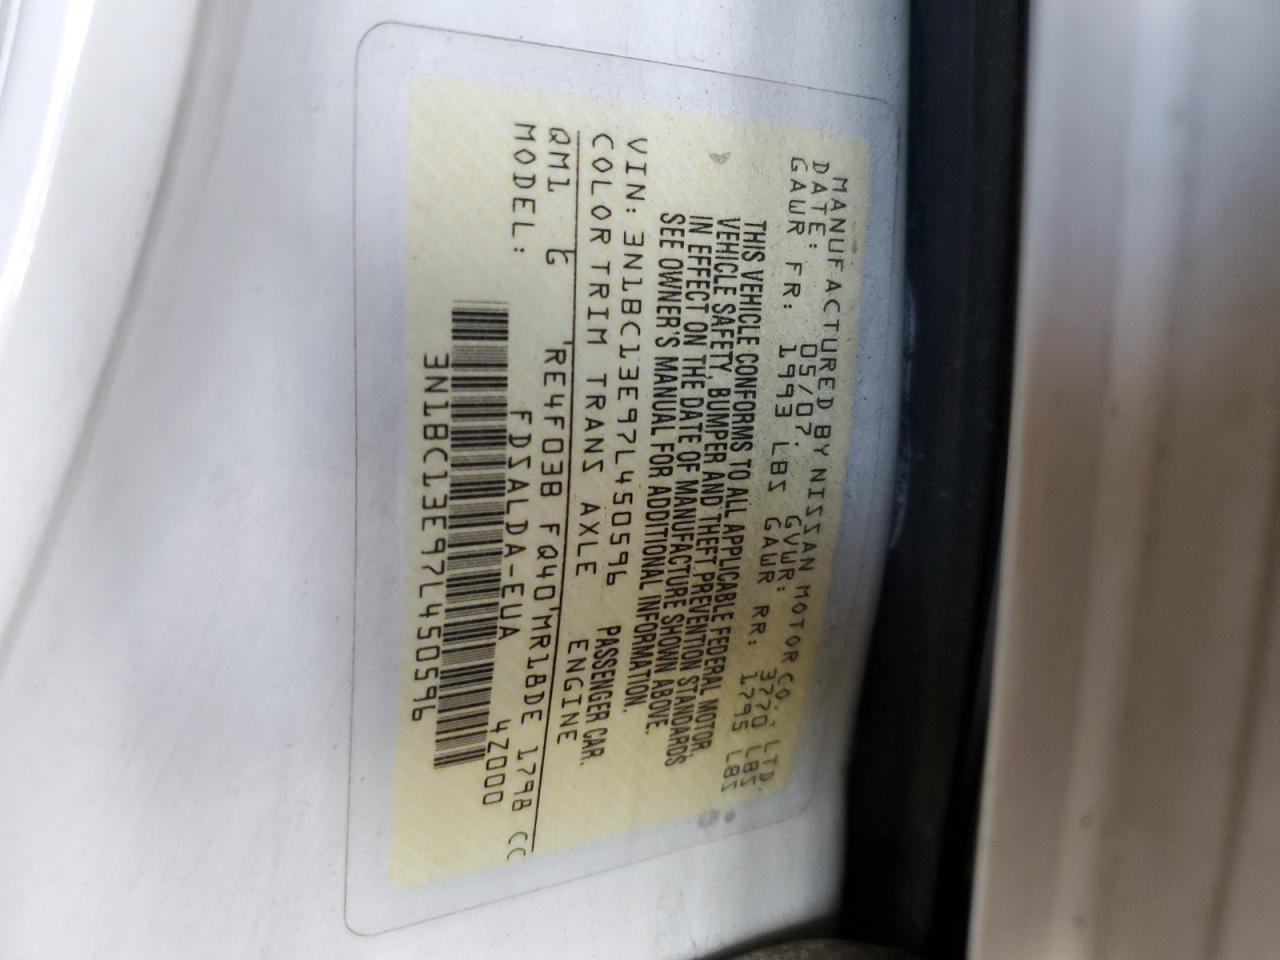 MANUFACTURED BY NISSAN MOTOR CO., LTD.
DATE: 05/07. GVWR: 3770 LBS
GAWR FR: 1993 LBS GAWR RR: 1795 LBS
THIS VEHICLE CONFORMS TO ALL APPLICABLE FEDERAL MOTOR
VEHICLE SAFETY, BUMPER AND THEFT PREVENTION STANDARDS
IN EFFECT ON THE DATE OF MANUFACTURE SHOWN ABOVE.
SEE OWNER'S MANUAL FOR ADDITIONAL INFORMATION.
VIN: 3N1BC13E97L450596 PASSENGER CAR.
COLOR TRIM TRANS AXLE ENGINE
QM1 G RE4F03B FQ40 MR18DE 1798 CC
MODEL: FDSALDA-EUA 4Z000
3N1BC13E97L450596